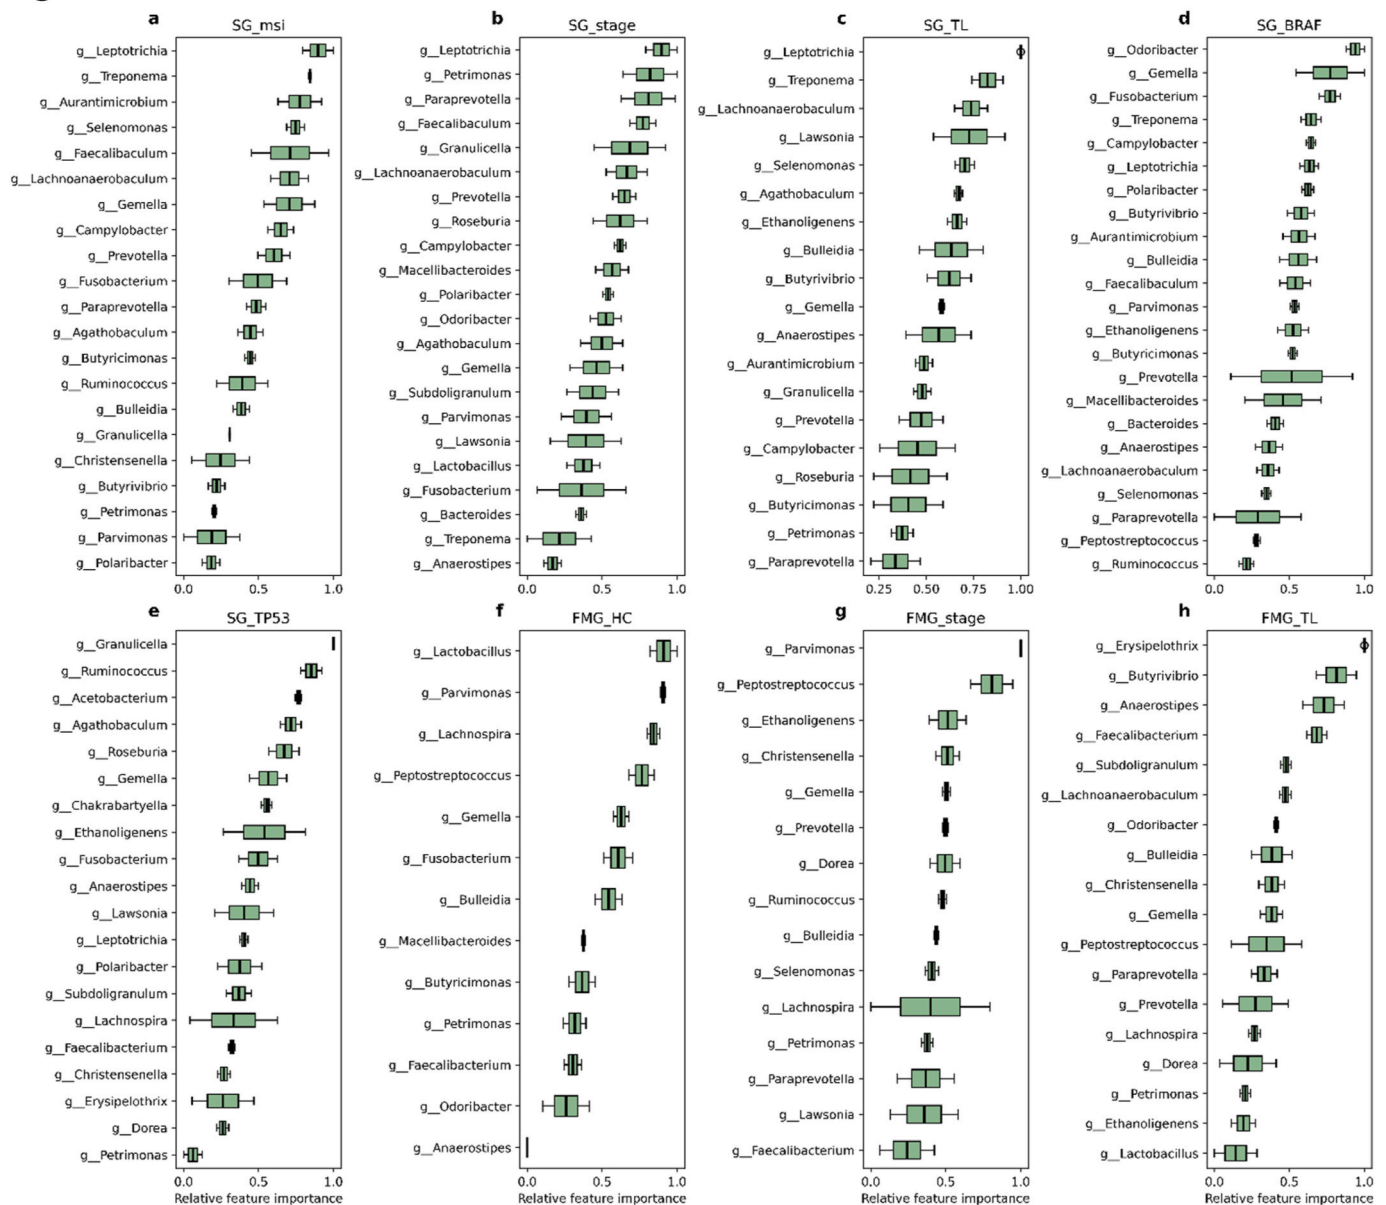 a SG_msi
g__Leptotrichia
g__Treponema
g__Aurantimicrobium
g__Selenomonas
g__Faecalibaculum
g__Lachnoanaerobaculum
g__Gemella
g__Campylobacter
g__Prevotella
g__Fusobacterium
g__Paraprevotella
g__Agathobaculum
g__Butyricimonas
g__Ruminococcus
g__Bulleidia
g__Granulicella
g__Christensenella
g__Butyrivibrio
g__Petrimonas
g__Parvimonas
g__Polaribacter
0.0 0.5 1.0
b SG_stage
g__Leptotrichia
g__Petrimonas
g__Paraprevotella
g__Faecalibaculum
g__Granulicella
g__Lachnoanaerobaculum
g__Prevotella
g__Roseburia
g__Campylobacter
g__Macellibacteroides
g__Polaribacter
g__Odoribacter
g__Agathobaculum
g__Gemella
g__Subdoligranulum
g__Parvimonas
g__Lawsonia
g__Lactobacillus
g__Fusobacterium
g__Bacteroides
g__Treponema
g__Anaerostipes
0.0 0.5 1.0
c SG_TL
g__Leptotrichia
g__Treponema
g__Lachnoanaerobaculum
g__Lawsonia
g__Selenomonas
g__Agathobaculum
g__Ethanoligenens
g__Bulleidia
g__Butyrivibrio
g__Gemella
g__Anaerostipes
g__Aurantimicrobium
g__Granulicella
g__Prevotella
g__Campylobacter
g__Roseburia
g__Butyricimonas
g__Petrimonas
g__Paraprevotella
0.25 0.50 0.75 1.00
d SG_BRAF
g__Odoribacter
g__Gemella
g__Fusobacterium
g__Treponema
g__Campylobacter
g__Leptotrichia
g__Polaribacter
g__Butyrivibrio
g__Aurantimicrobium
g__Bulleidia
g__Faecalibaculum
g__Parvimonas
g__Ethanoligenens
g__Butyricimonas
g__Prevotella
g__Macellibacteroides
g__Bacteroides
g__Anaerostipes
g__Lachnoanaerobaculum
g__Selenomonas
g__Paraprevotella
g__Peptostreptococcus
g__Ruminococcus
0.0 0.5 1.0
e SG_TP53
g__Granulicella
g__Ruminococcus
g__Acetobacterium
g__Agathobaculum
g__Roseburia
g__Gemella
g__Chakrabartyella
g__Ethanoligenens
g__Fusobacterium
g__Anaerostipes
g__Lawsonia
g__Leptotrichia
g__Polaribacter
g__Subdoligranulum
g__Lachnospira
g__Faecalibacterium
g__Christensenella
g__Erysipelothrix
g__Dorea
g__Petrimonas
0.0 0.5 1.0
Relative feature importance
f FMG_HC
g__Lactobacillus
g__Parvimonas
g__Lachnospira
g__Peptostreptococcus
g__Gemella
g__Fusobacterium
g__Bulleidia
g__Macellibacteroides
g__Butyricimonas
g__Petrimonas
g__Faecalibacterium
g__Odoribacter
g__Anaerostipes
0.0 0.5 1.0
Relative feature importance
g FMG_stage
g__Parvimonas
g__Peptostreptococcus
g__Ethanoligenens
g__Christensenella
g__Gemella
g__Prevotella
g__Dorea
g__Ruminococcus
g__Bulleidia
g__Selenomonas
g__Lachnospira
g__Petrimonas
g__Paraprevotella
g__Lawsonia
g__Faecalibacterium
0.0 0.5 1.0
Relative feature importance
h FMG_TL
g__Erysipelothrix
g__Butyrivibrio
g__Anaerostipes
g__Faecalibacterium
g__Subdoligranulum
g__Lachnoanaerobaculum
g__Odoribacter
g__Bulleidia
g__Christensenella
g__Gemella
g__Peptostreptococcus
g__Paraprevotella
g__Prevotella
g__Lachnospira
g__Dorea
g__Petrimonas
g__Ethanoligenens
g__Lactobacillus
0.0 0.5 1.0
Relative feature importance